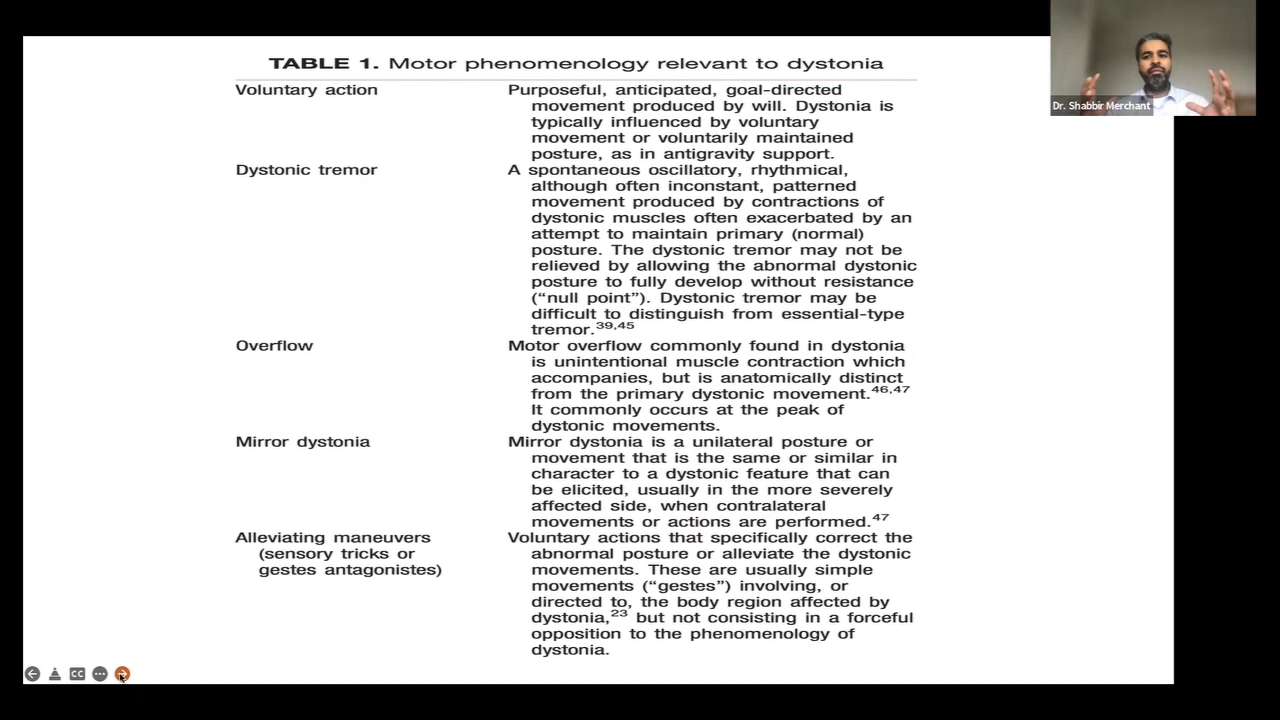 TABLE 1. Motor phenomenology relevant to dystonia
Voluntary action
Purposeful, anticipated, goal-directed
movement produced by will. Dystonia is
typically influenced by voluntary
movement or voluntarily maintained
posture, as in antigravity support.
Dystonic tremor
A spontaneous oscillatory, rhythmical,
although often inconstant, patterned
movement produced by contractions of
dystonic muscles often exacerbated by an
attempt to maintain primary (normal)
posture. The dystonic tremor may not be
relieved by allowing the abnormal dystonic
posture to fully develop without resistance
(“null point”). Dystonic tremor may be
difficult to distinguish from essential-type
tremor.39,45
Overflow
Motor overflow commonly found in dystonia
is unintentional muscle contraction which
accompanies, but is anatomically distinct
from the primary dystonic movement.46,47
It commonly occurs at the peak of
dystonic movements.
Mirror dystonia
Mirror dystonia is a unilateral posture or
movement that is the same or similar in
character to a dystonic feature that can
be elicited, usually in the more severely
affected side, when contralateral
movements or actions are performed.47
Alleviating maneuvers
(sensory tricks or
gestes antagonistes)
Voluntary actions that specifically correct the
abnormal posture or alleviate the dystonic
movements. These are usually simple
movements (“gestes”) involving, or
directed to, the body region affected by
dystonia,23 but not consisting in a forceful
opposition to the phenomenology of
dystonia.
Dr. Shabbir Merchant
CC